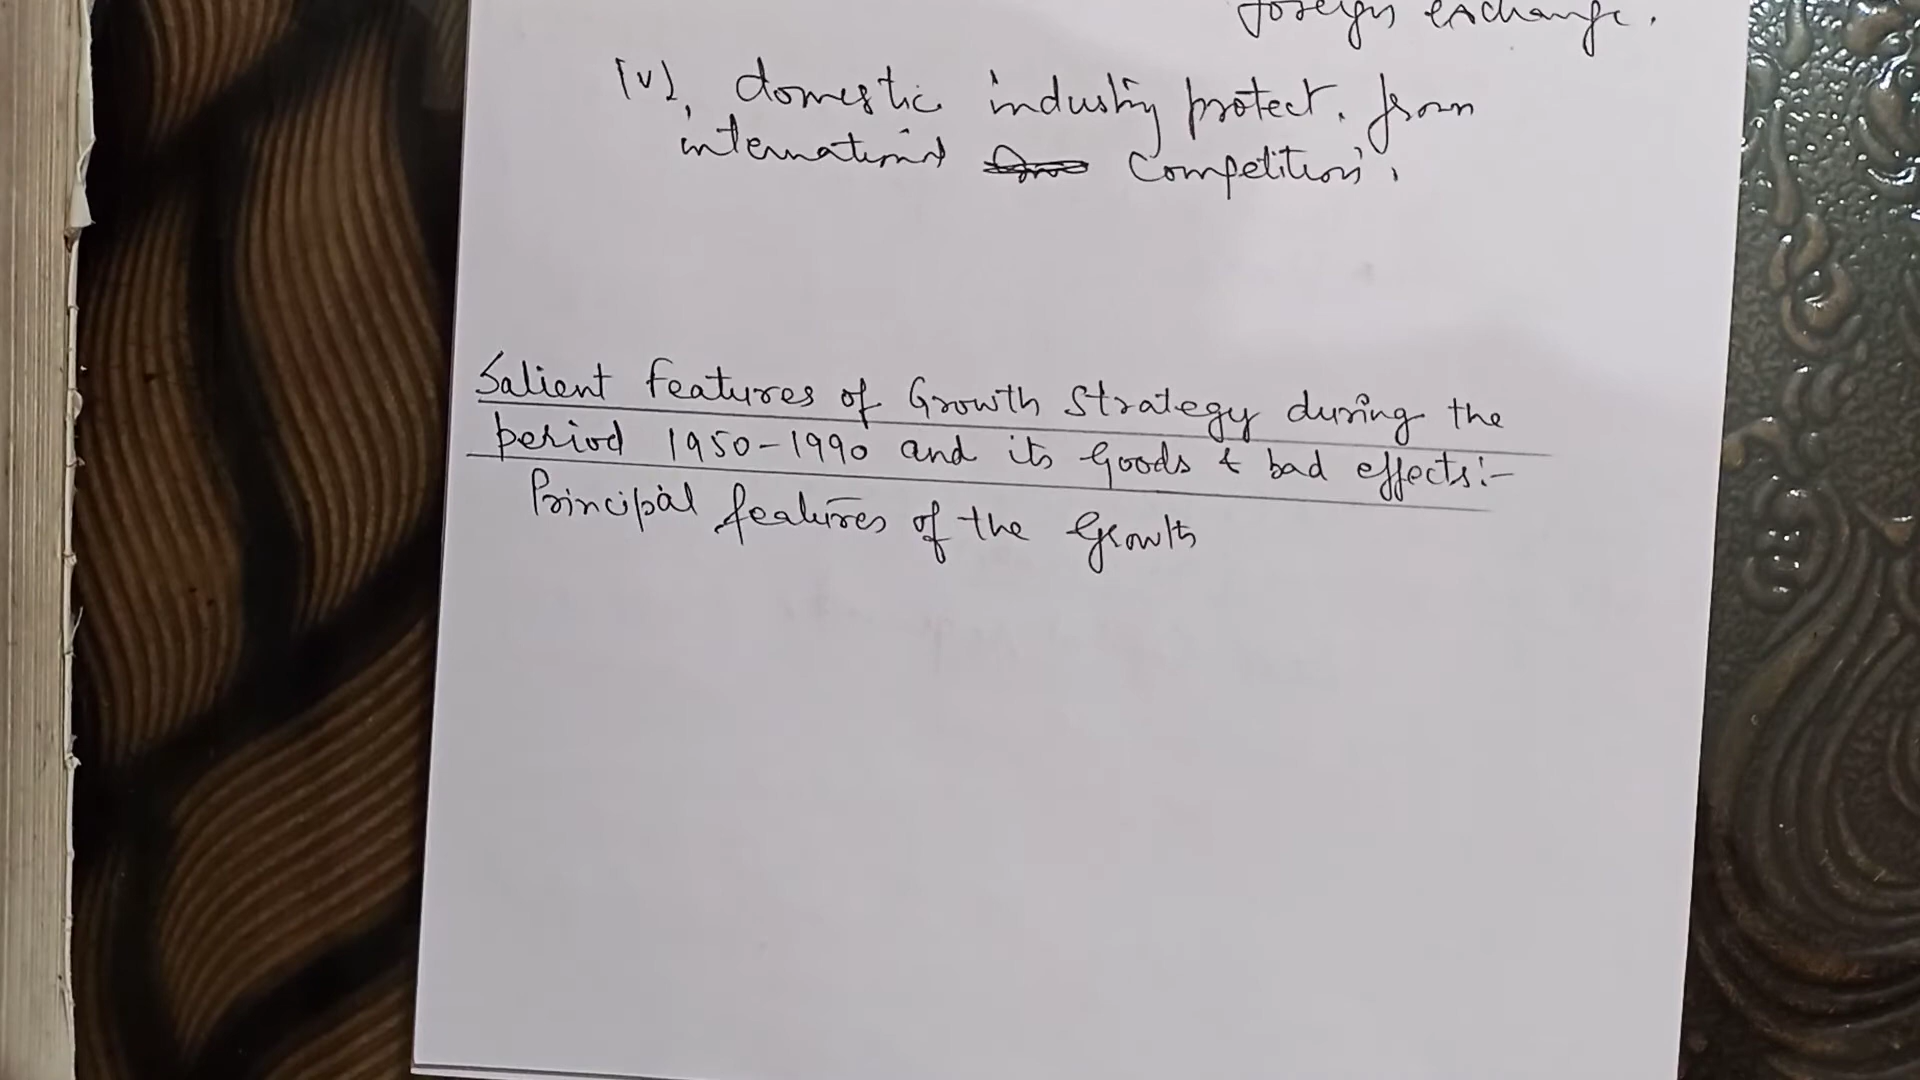 foreign exchange.
(v), domestic industry protect. from
international competition.
Salient features of Growth Strategy during the
period 1950-1990 and its Goods & bad effects:-
Principal features of the Growth